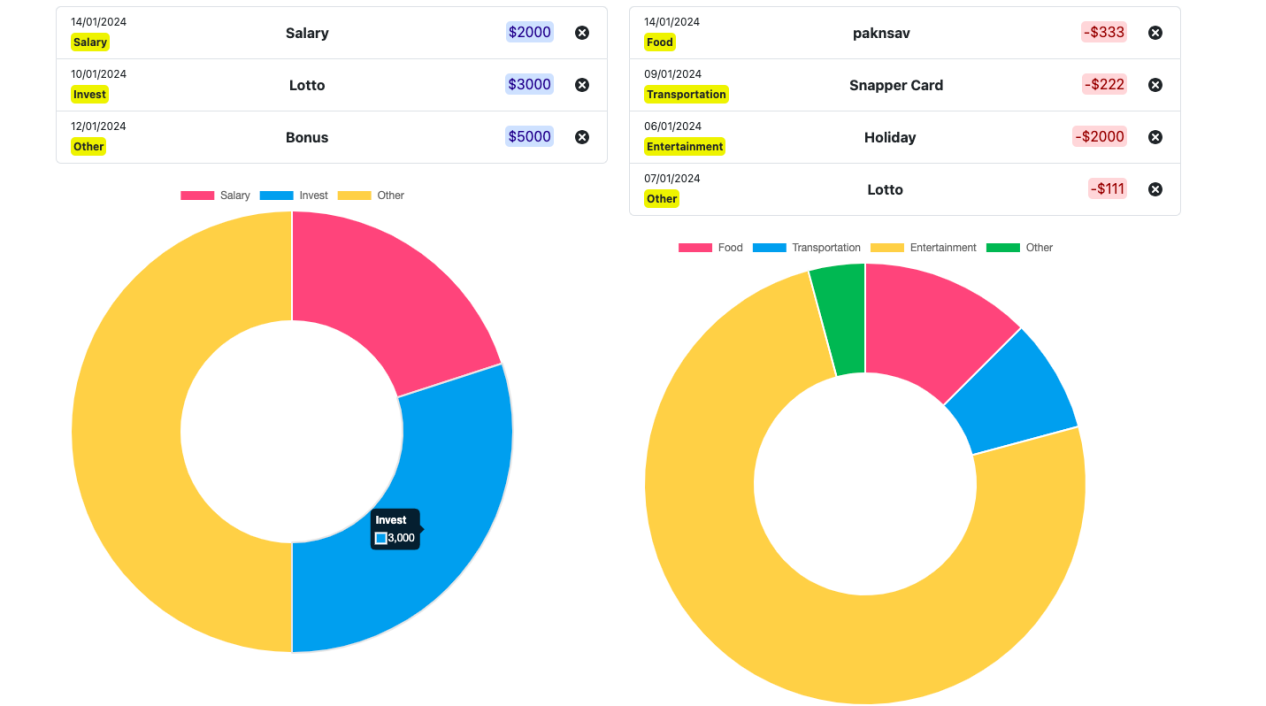 14/01/2024
Salary
Salary
$2000
10/01/2024
Invest
Lotto
$3000
12/01/2024
Other
Bonus
$5000
Salary Invest Other
Invest
3,000
14/01/2024
Food
paknsav
-$333
09/01/2024
Transportation
Snapper Card
-$222
06/01/2024
Entertainment
Holiday
-$2000
07/01/2024
Other
Lotto
-$111
Food Transportation Entertainment Other